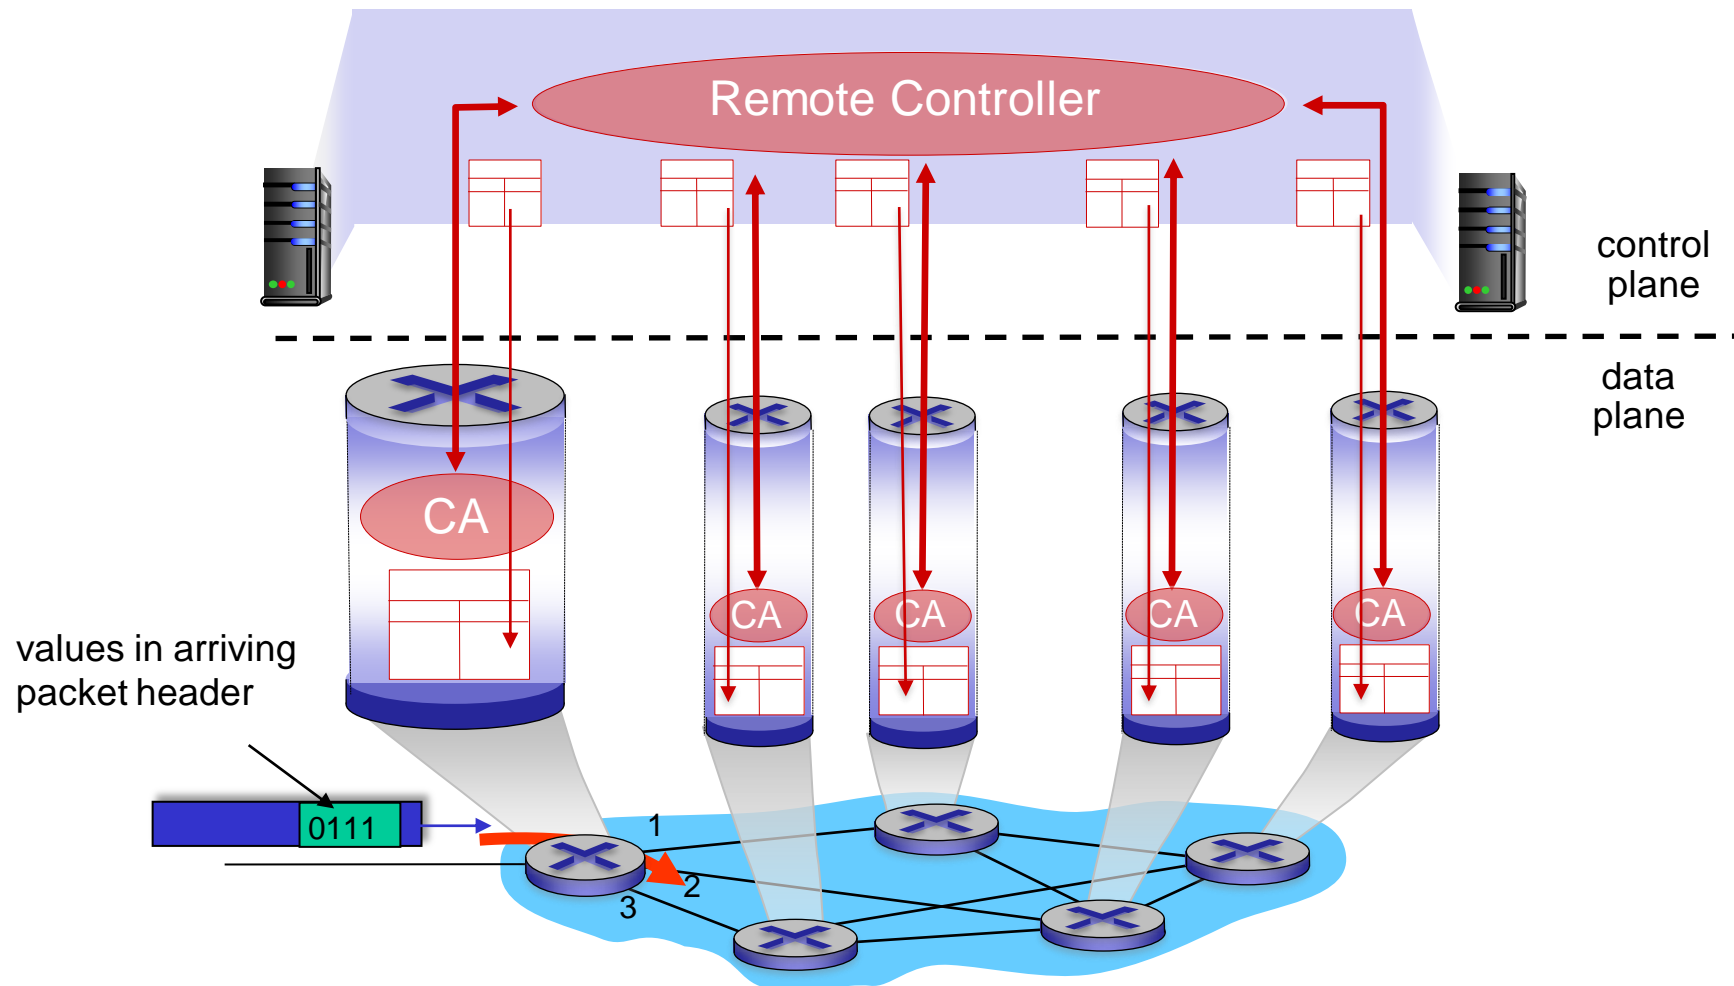 Remote Controller
control
plane
data
plane
CA
CA
CA
CA
CA
values in arriving
packet header
0111
1
2
3